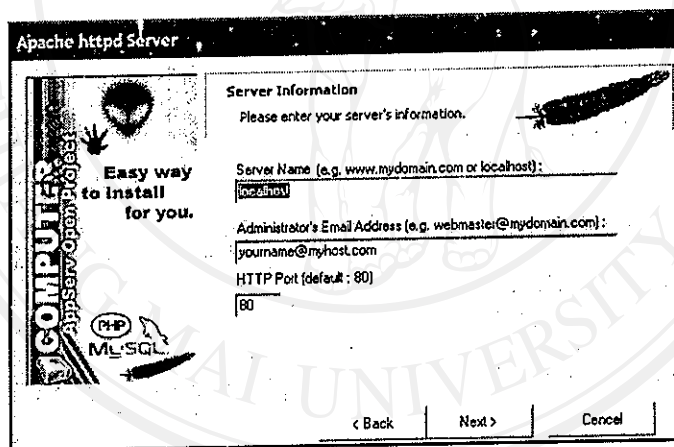 Apache httpd Server
Server Information
Please enter your server's information.
Easy way
to Install
for you.
COMPUTER
AppServ Open Project
Server Name (e.g. www.mydomain.com or localhost) :
localhost
Administrator's Email Address (e.g. webmaster@mydomain.com) :
yourname@myhost.com
HTTP Port (default : 80)
80
PHP
MySQL
MAI UNIVERSITY
< Back
Next >
Cancel